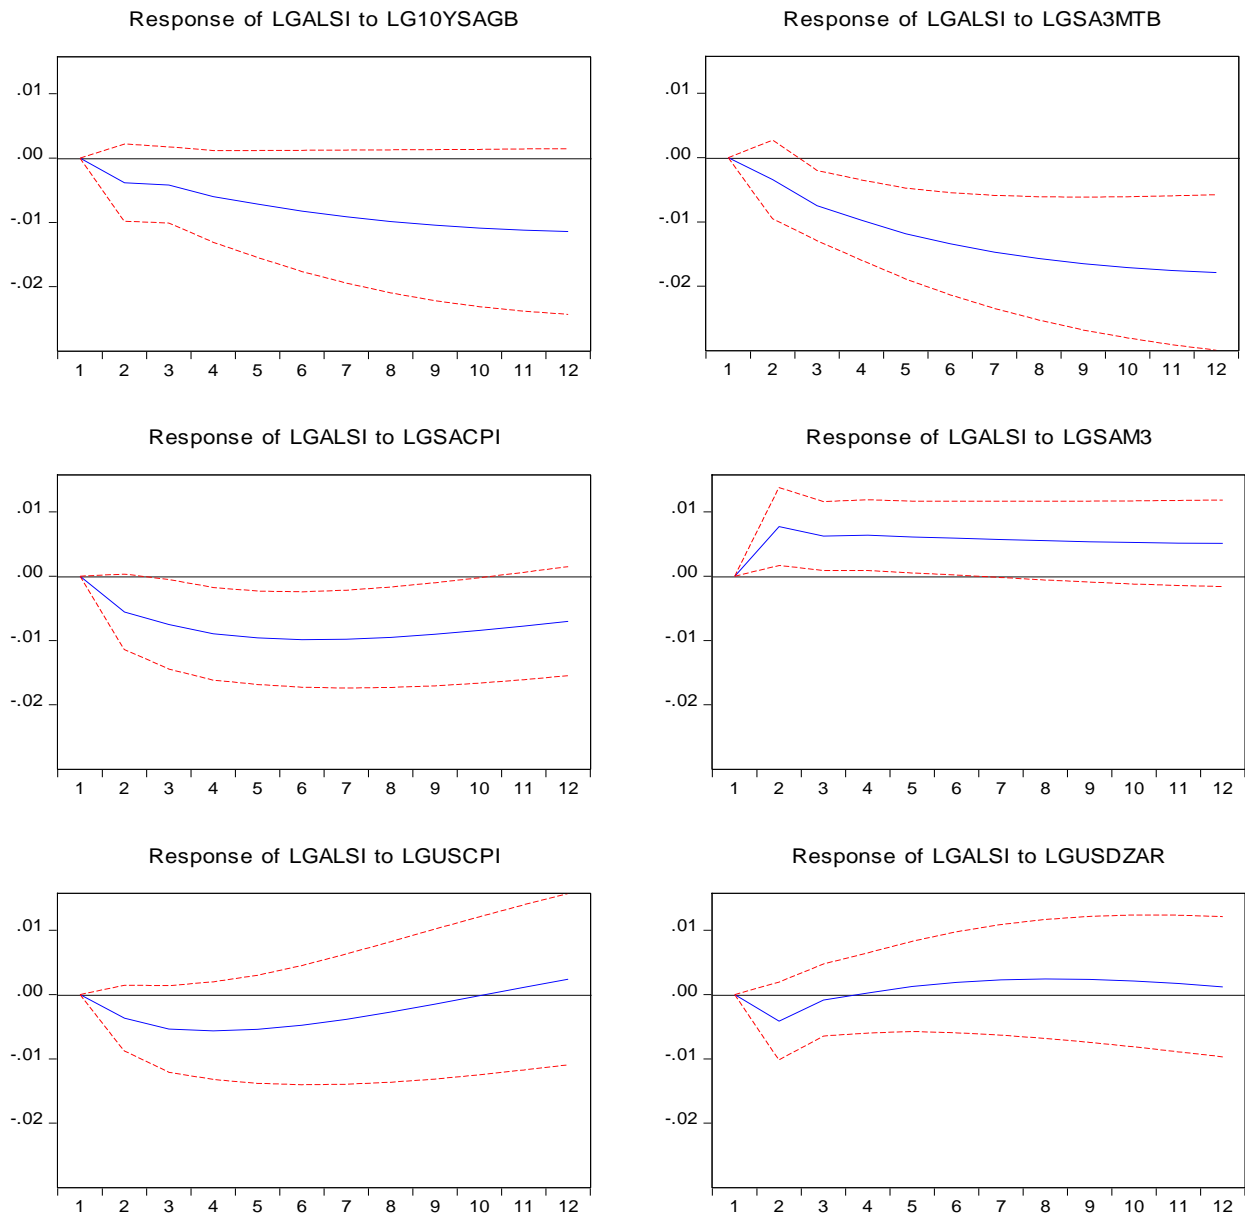 Response of LGALSI to LG10YSAGB
.01
.00
-.01
-.02
1 2 3 4 5 6 7 8 9 10 11 12
Response of LGALSI to LGSA3MTB
.01
.00
-.01
-.02
1 2 3 4 5 6 7 8 9 10 11 12
Response of LGALSI to LGSACPI
.01
.00
-.01
-.02
1 2 3 4 5 6 7 8 9 10 11 12
Response of LGALSI to LGSAM3
.01
.00
-.01
-.02
1 2 3 4 5 6 7 8 9 10 11 12
Response of LGALSI to LGUSCPI
.01
.00
-.01
-.02
1 2 3 4 5 6 7 8 9 10 11 12
Response of LGALSI to LGUSDZAR
.01
.00
-.01
-.02
1 2 3 4 5 6 7 8 9 10 11 12